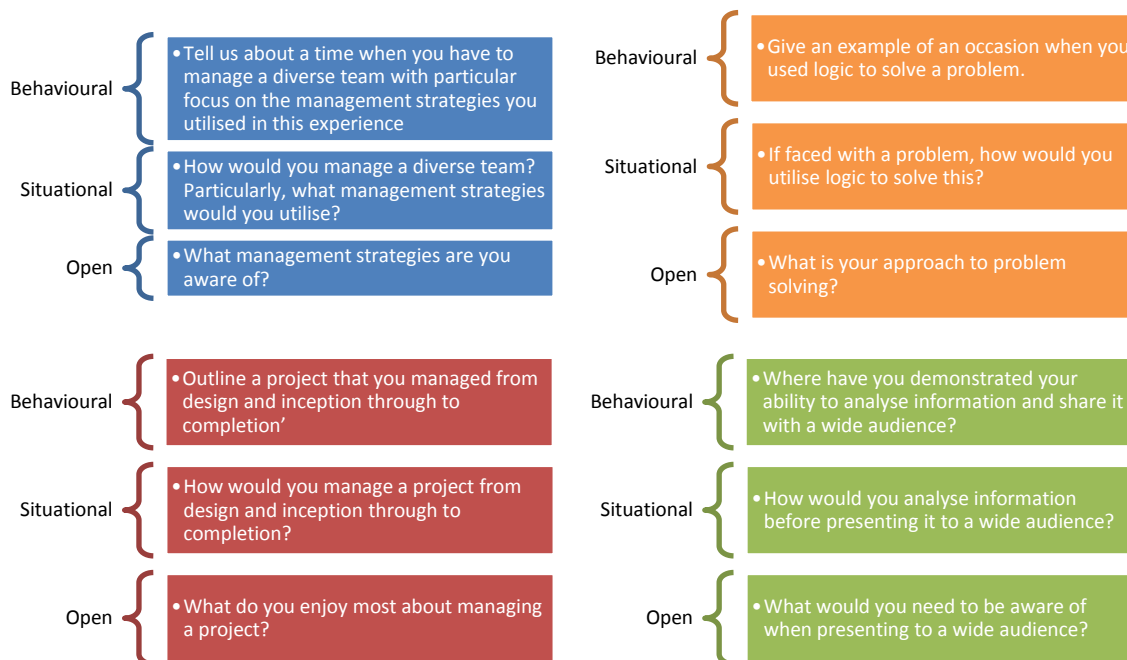 Behavioural
• Tell us about a time when you have to
manage a diverse team with particular
focus on the management strategies you
utilised in this experience
Situational
• How would you manage a diverse team?
Particularly, what management strategies
would you utilise?
Open
• What management strategies are you
aware of?
Behavioural
• Give an example of an occasion when you
used logic to solve a problem.
Situational
• If faced with a problem, how would you
utilise logic to solve this?
Open
• What is your approach to problem
solving?
Behavioural
• Outline a project that you managed from
design and inception through to
completion’
Situational
• How would you manage a project from
design and inception through to
completion?
Open
• What do you enjoy most about managing
a project?
Behavioural
• Where have you demonstrated your
ability to analyse information and share it
with a wide audience?
Situational
• How would you analyse information
before presenting it to a wide audience?
Open
• What would you need to be aware of
when presenting to a wide audience?